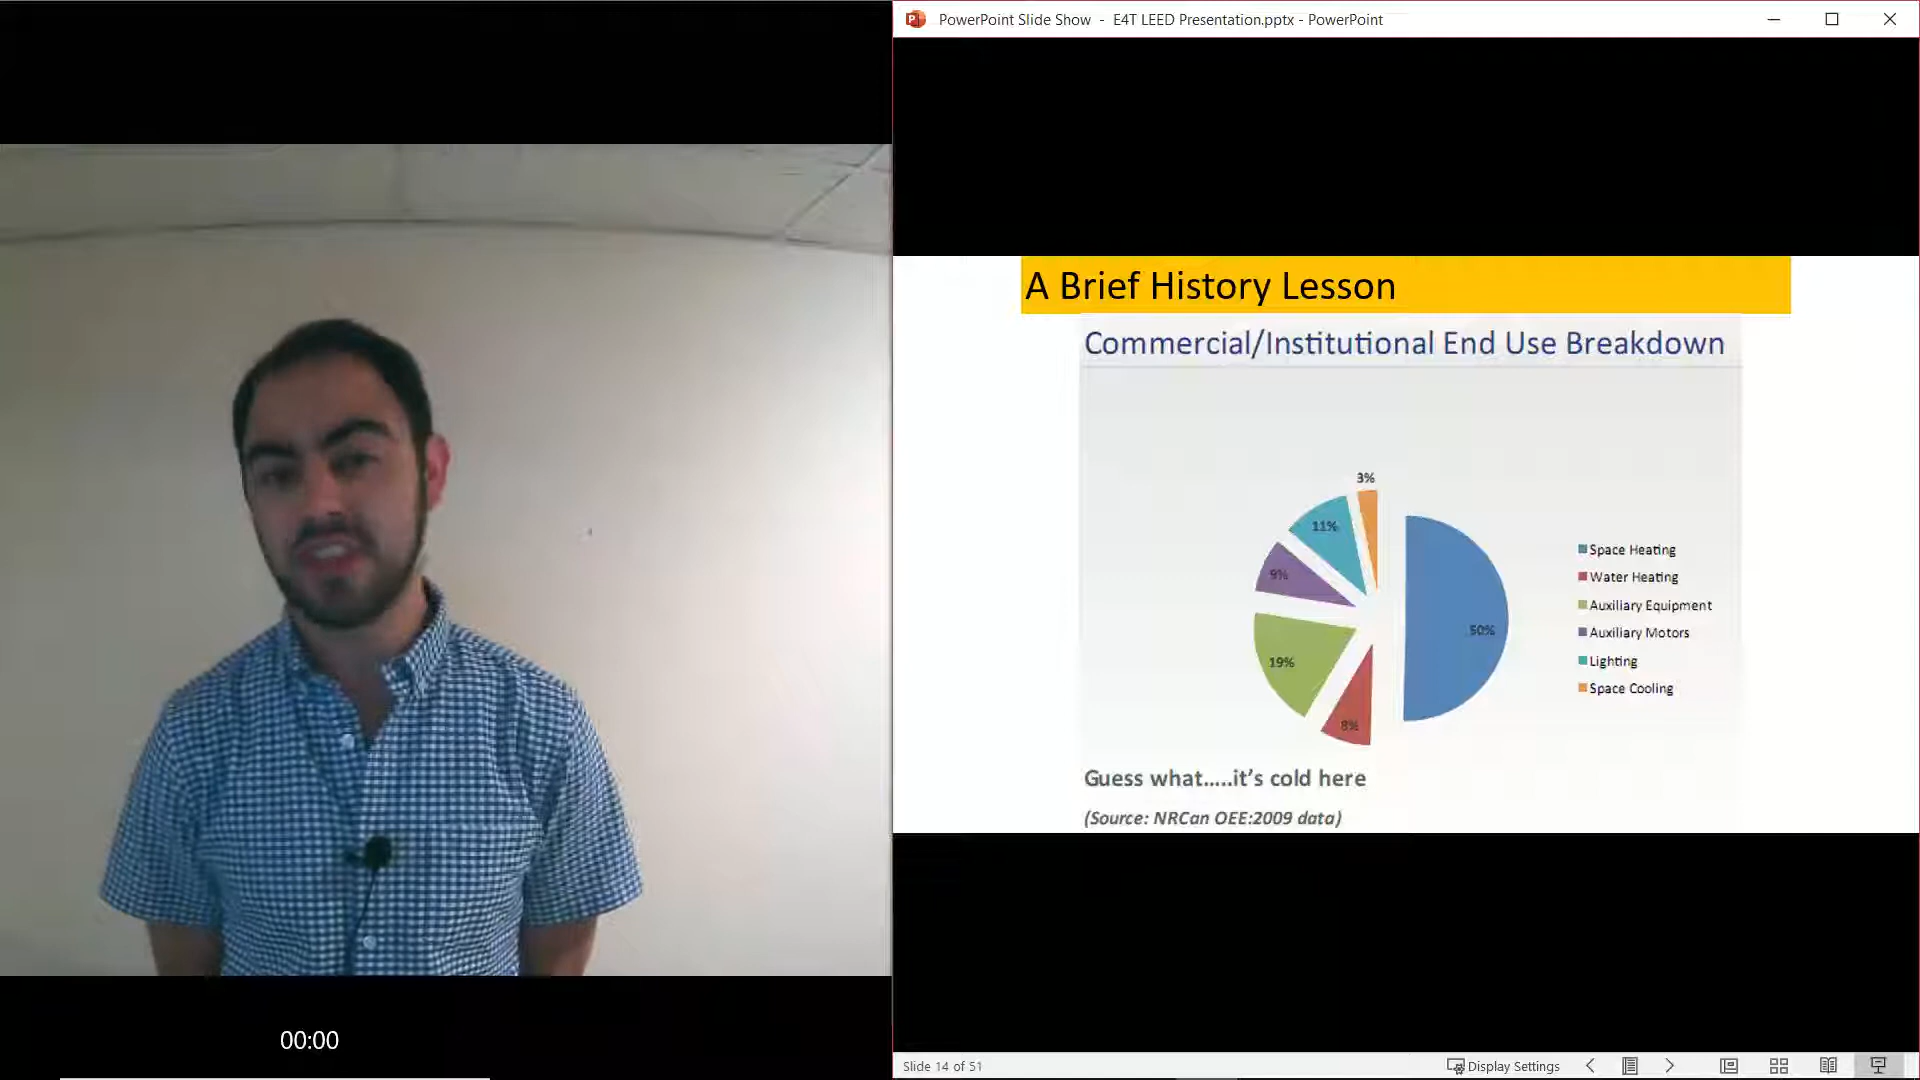 PowerPoint Slide Show - E4T LEED Presentation.pptx - PowerPoint
A Brief History Lesson
Commercial/Institutional End Use Breakdown
3%
11%
9%
50%
19%
8%
Space Heating
Water Heating
Auxiliary Equipment
Auxiliary Motors
Lighting
Space Cooling
Guess what.....it's cold here
(Source: NRCan OEE:2009 data)
00:00
Slide 14 of 51
Display Settings